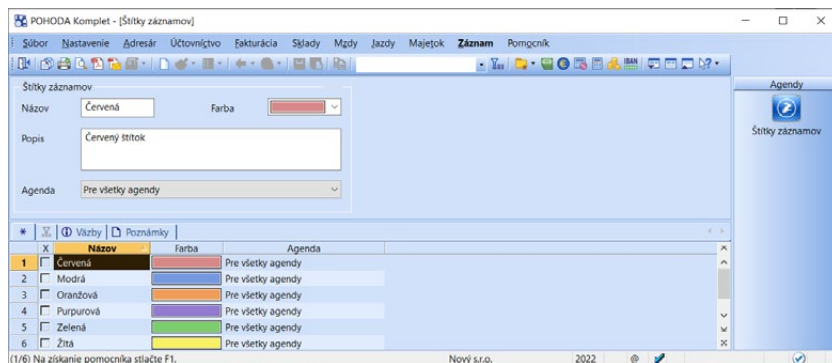 POHODA Komplet - [Štítky záznamov]
Súbor Nastavenie Adresár Účtovníctvo Fakturácia Sklady Mzdy Jazdy Majetok Záznam Pomocník
Štítky záznamov
Názov Červená Farba
Popis Červený štítok
Agenda Pre všetky agendy
Agendy
Štítky záznamov
* Väzby Poznámky
X Názov Farba Agenda
1 Červená Pre všetky agendy
2 Modrá Pre všetky agendy
3 Oranžová Pre všetky agendy
4 Purpurová Pre všetky agendy
5 Zelená Pre všetky agendy
6 Žltá Pre všetky agendy
(1/6) Na získanie pomocníka stlačte F1. Nový s.r.o. 2022 @